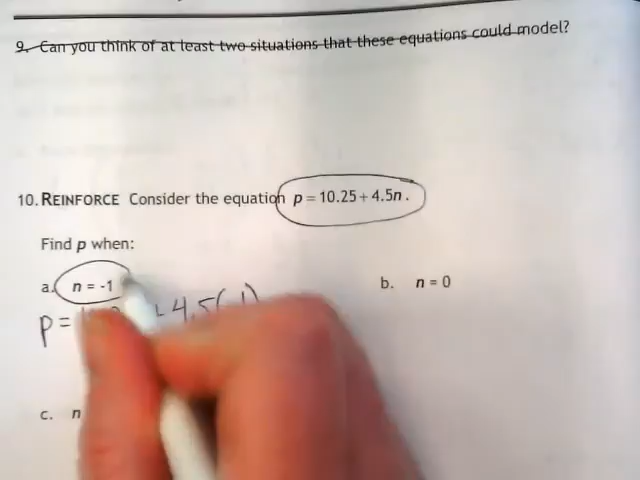 9. Can you think of at least two situations that these equations could model?
10. REINFORCE Consider the equation p = 10.25 + 4.5n.
Find p when:
a. n = -1
b. n = 0
p = 4.5(-1)
c. n